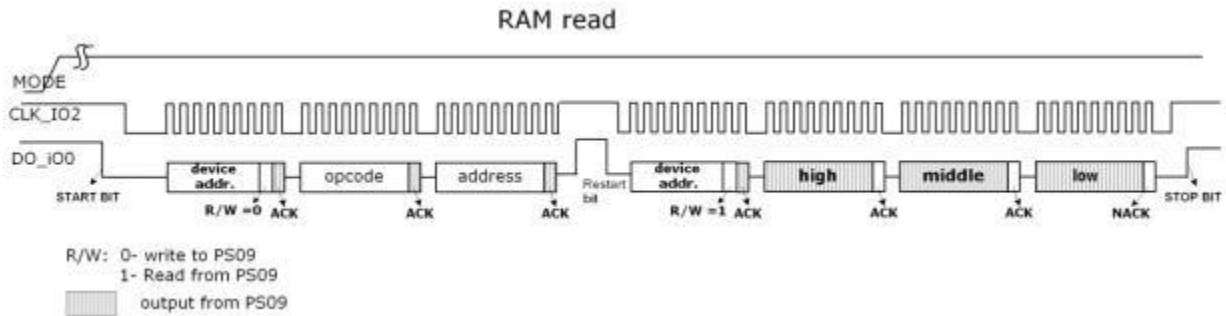 RAM read
MODE
CLK_IO2
DO_iO0
START BIT
device
addr.
R/W =0
ACK
opcode
ACK
address
ACK
Restart
bit
device
addr.
R/W =1
ACK
high
ACK
middle
ACK
low
NACK
STOP BIT
R/W: 0- write to PS09
1- Read from PS09
output from PS09